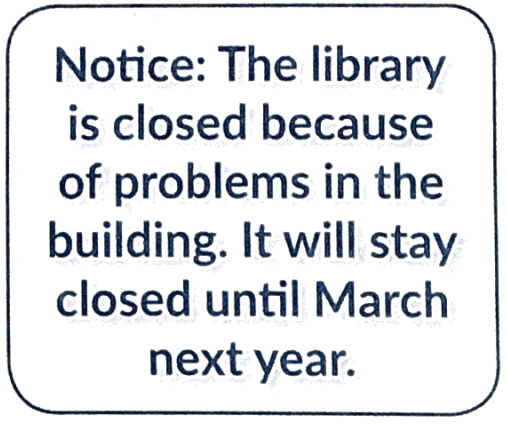 Notice: The library
is closed because
of problems in the
building. It will stay
closed until March
next year.